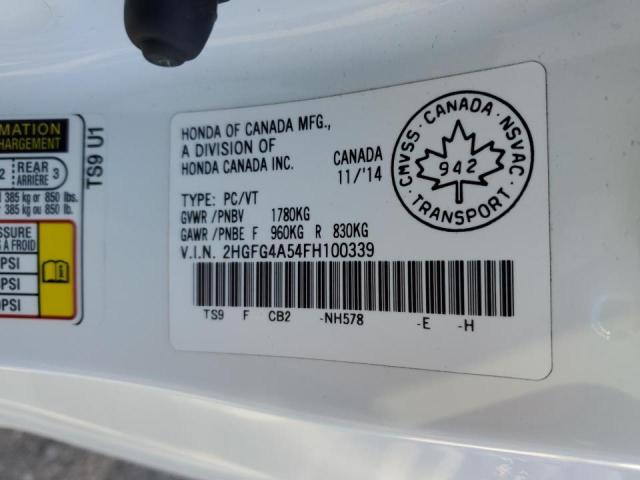 MATION
CHARGEMENT
2 REAR 3
ARRIÈRE
385 kg or 850 lbs.
385 kg or 850 lbs.
PRESSURE
À FROID
PSI
PSI
PSI
TS9 U1
HONDA OF CANADA MFG.,
A DIVISION OF
HONDA CANADA INC.
CANADA
11/'14
TYPE: PC/VT
GVWR /PNBV 1780KG
GAWR /PNBE F 960KG R 830KG
V.I.N. 2HGFG4A54FH100339
TS9 F CB2 -NH578 -E -H
CMVSS · CANADA · NSVAC
942
· TRANSPORT ·